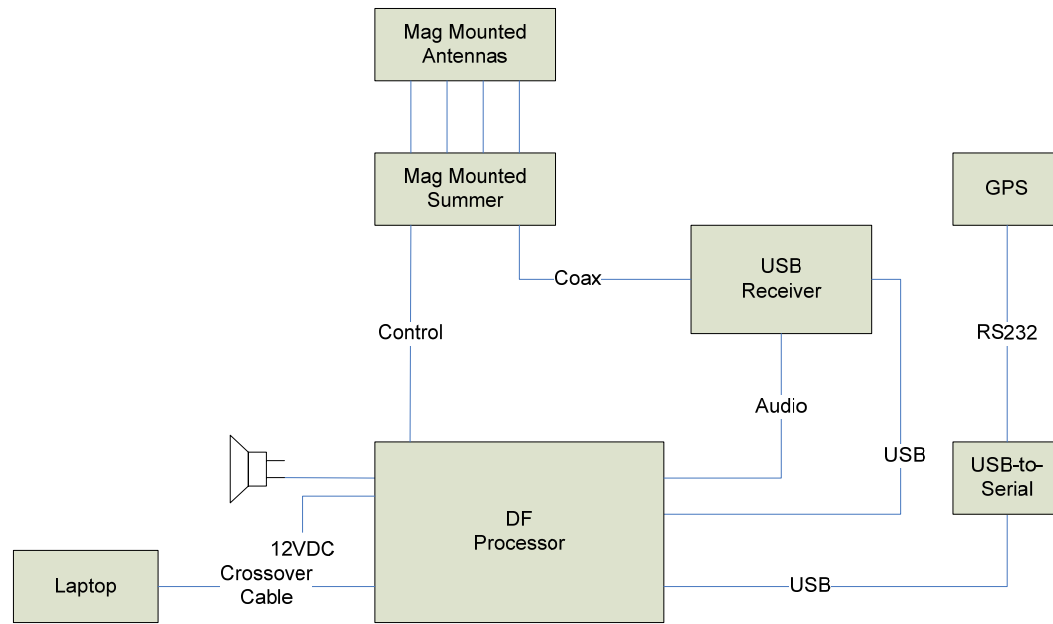 Mag Mounted
Antennas
Mag Mounted
Summer
GPS
USB
Receiver
Coax
Control
RS232
Audio
USB
USB-to-
Serial
DF
Processor
12VDC
Crossover
Cable
Laptop
USB